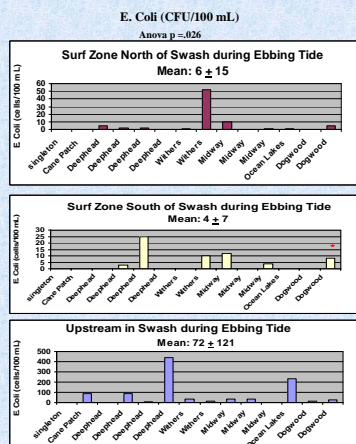 E. Coli (CFU/100 mL)
Anova p =.026
Surf Zone North of Swash during Ebbing Tide
Mean: 6 + 15
E Coli (cells/100 mL)
60
50
40
30
20
10
0
singleton
Cane Patch
Deephead
Deephead
Deephead
Deephead
Withers
Withers
Midway
Midway
Midway
Ocean Lakes
Dogwood
Dogwood
Surf Zone South of Swash during Ebbing Tide
Mean: 4 + 7
E Coli (cells/100 mL)
30
25
20
15
10
5
0
*
singleton
Cane Patch
Deephead
Deephead
Deephead
Deephead
Withers
Withers
Midway
Midway
Midway
Ocean Lakes
Dogwood
Dogwood
Upstream in Swash during Ebbing Tide
Mean: 72 + 121
E Coli (cells/100 mL)
500
400
300
200
100
0
singleton
Cane Patch
Deephead
Deephead
Deephead
Deephead
Withers
Withers
Midway
Midway
Midway
Ocean Lakes
Dogwood
Dogwood